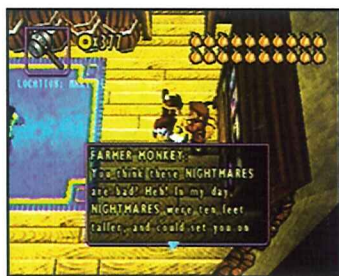 x377
LOCATION:
FARMER MONKEY:
You think these NIGHTMARES
are bad? Heh! In my day,
NIGHTMARES were ten feet
taller, and could set you on